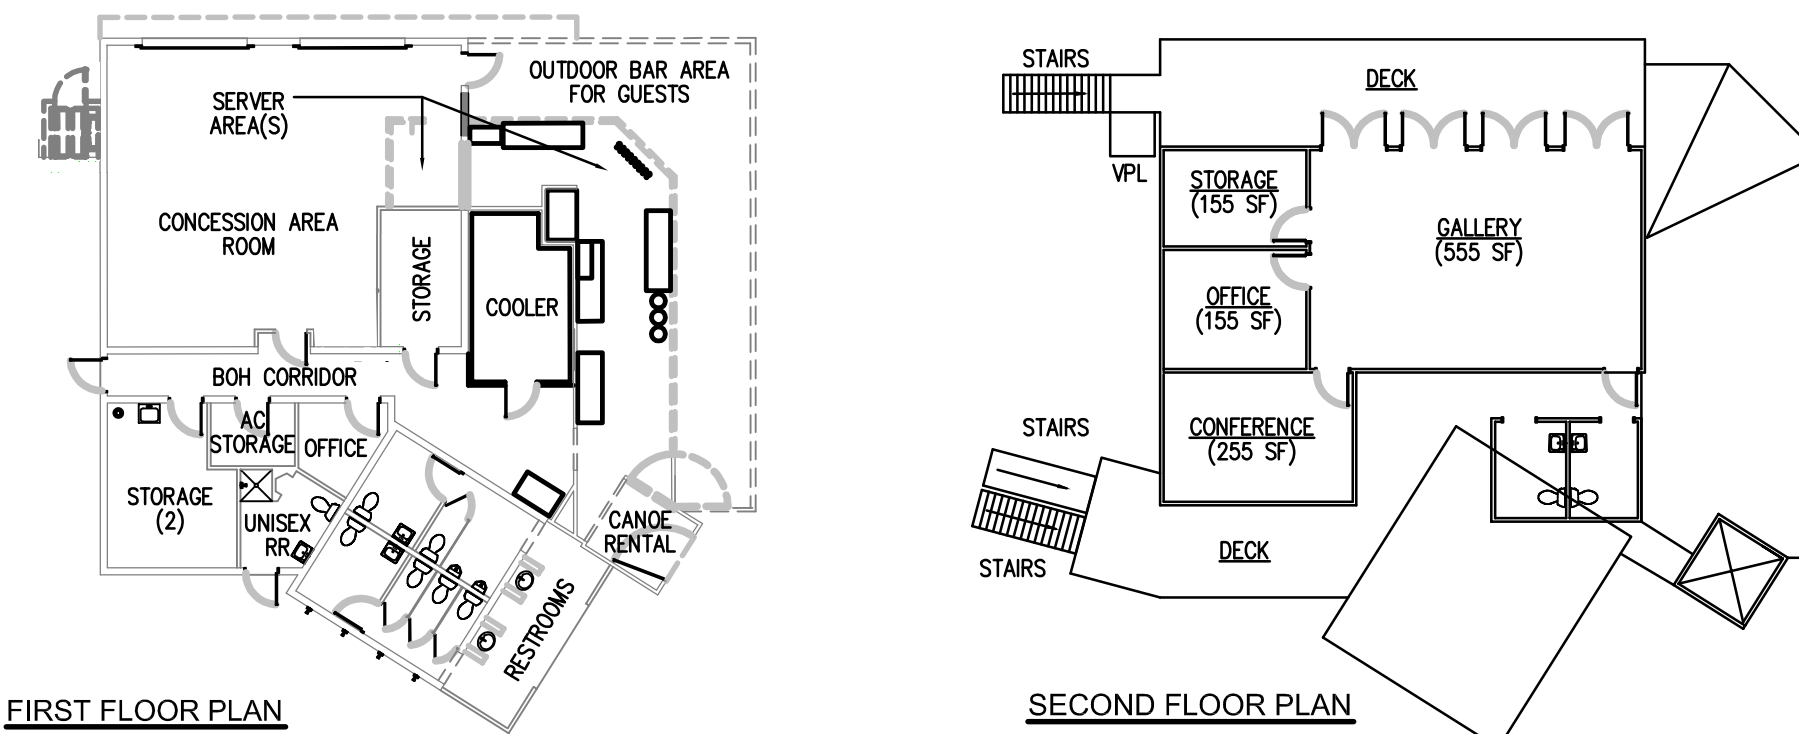 OUTDOOR BAR AREA
FOR GUESTS
SERVER
AREA(S)
CONCESSION AREA
ROOM
STORAGE
COOLER
BOH CORRIDOR
AC
STORAGE
OFFICE
STORAGE
(2)
UNISEX
RR
CANOE
RENTAL
RESTROOMS
FIRST FLOOR PLAN
STAIRS
DECK
VPL
STORAGE
(155 SF)
GALLERY
(555 SF)
OFFICE
(155 SF)
STAIRS
CONFERENCE
(255 SF)
STAIRS
DECK
SECOND FLOOR PLAN